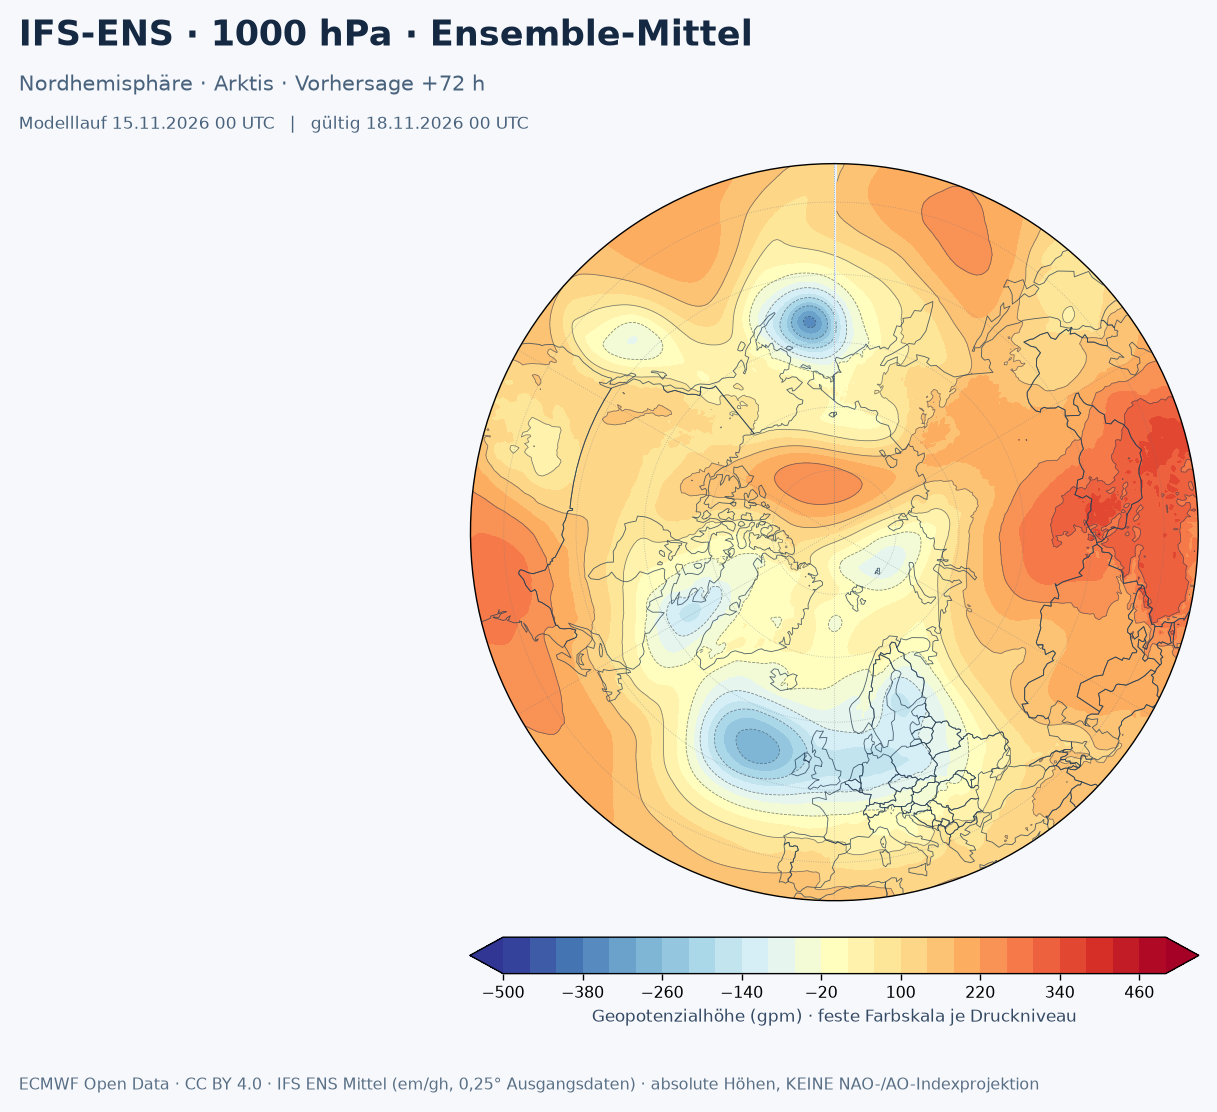 IFS-ENS · 1000 hPa · Ensemble-Mittel
Nordhemisphäre · Arktis · Vorhersage +72 h
Modelllauf 15.11.2026 00 UTC | gültig 18.11.2026 00 UTC
−500 −380 −260 −140 −20 100 220 340 460
Geopotenzialhöhe (gpm) · feste Farbskala je Druckniveau
ECMWF Open Data · CC BY 4.0 · IFS ENS Mittel (em/gh, 0,25° Ausgangsdaten) · absolute Höhen, KEINE NAO-/AO-Indexprojektion